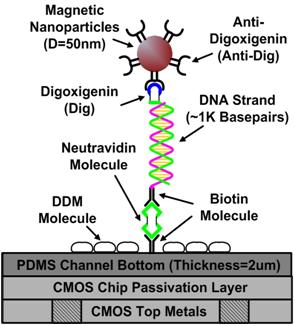 Magnetic
Nanoparticles
(D=50nm)
Anti-
Digoxigenin
(Anti-Dig)
Digoxigenin
(Dig)
DNA Strand
(~1K Basepairs)
Neutravidin
Molecule
DDM
Molecule
Biotin
Molecule
PDMS Channel Bottom (Thickness=2um)
CMOS Chip Passivation Layer
CMOS Top Metals